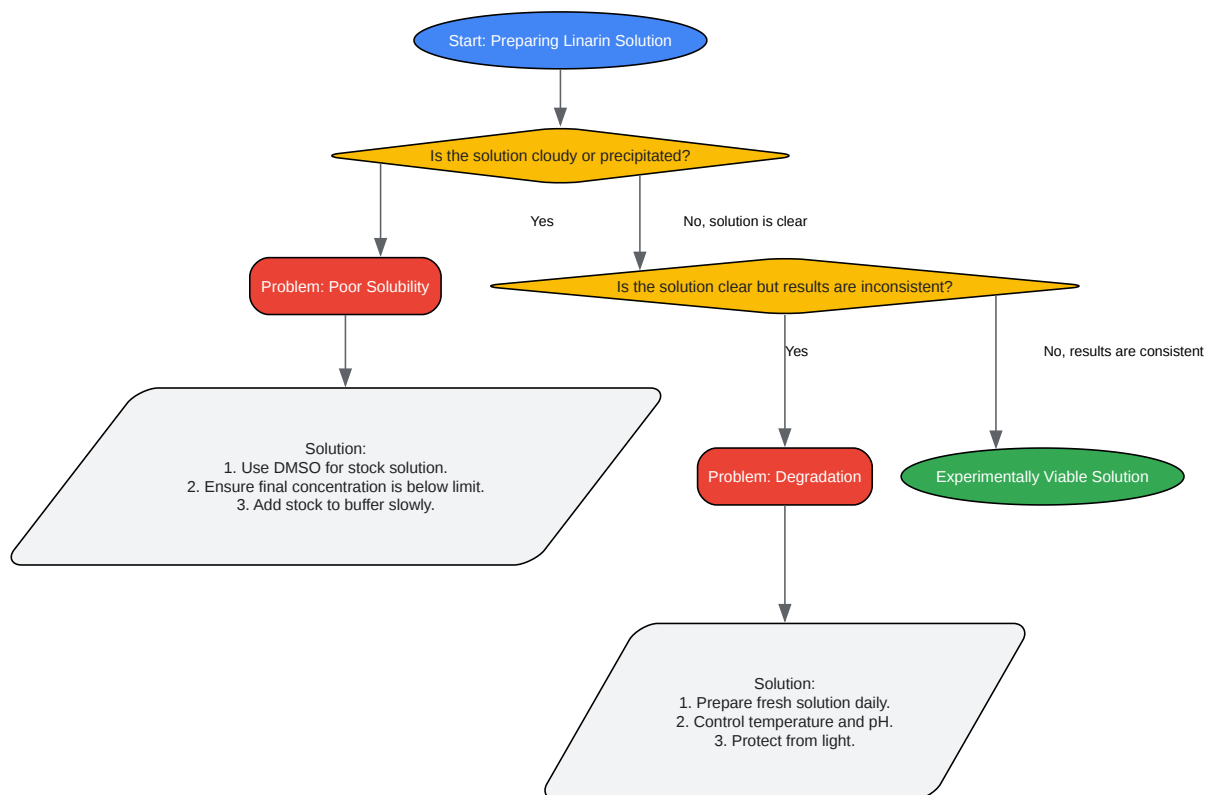 Start: Preparing Linarin Solution
Is the solution cloudy or precipitated?
Yes
No, solution is clear
Problem: Poor Solubility
Is the solution clear but results are inconsistent?
Yes
No, results are consistent
Solution:
1. Use DMSO for stock solution.
2. Ensure final concentration is below limit.
3. Add stock to buffer slowly.
Problem: Degradation
Experimentally Viable Solution
Solution:
1. Prepare fresh solution daily.
2. Control temperature and pH.
3. Protect from light.